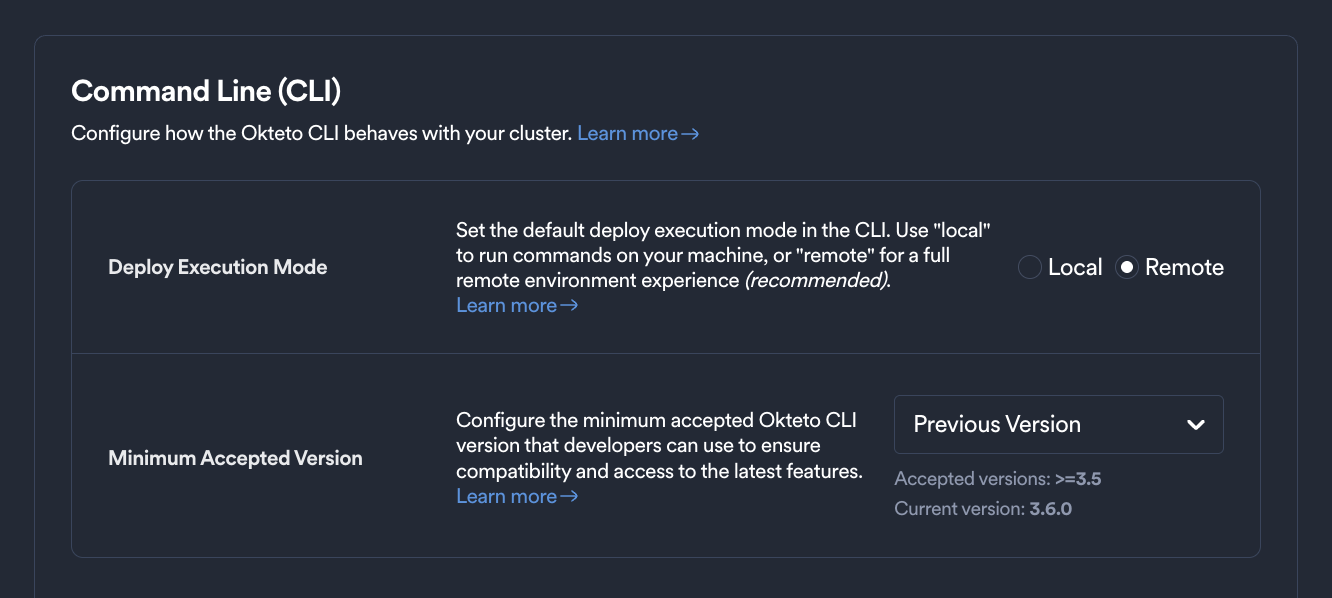 Command Line (CLI)
Configure how the Okteto CLI behaves with your cluster. Learn more→
Deploy Execution Mode
Set the default deploy execution mode in the CLI. Use "local"
to run commands on your machine, or "remote" for a full
remote environment experience (recommended).
Learn more→
Local
Remote
Minimum Accepted Version
Configure the minimum accepted Okteto CLI
version that developers can use to ensure
compatibility and access to the latest features.
Learn more→
Previous Version
Accepted versions: >=3.5
Current version: 3.6.0